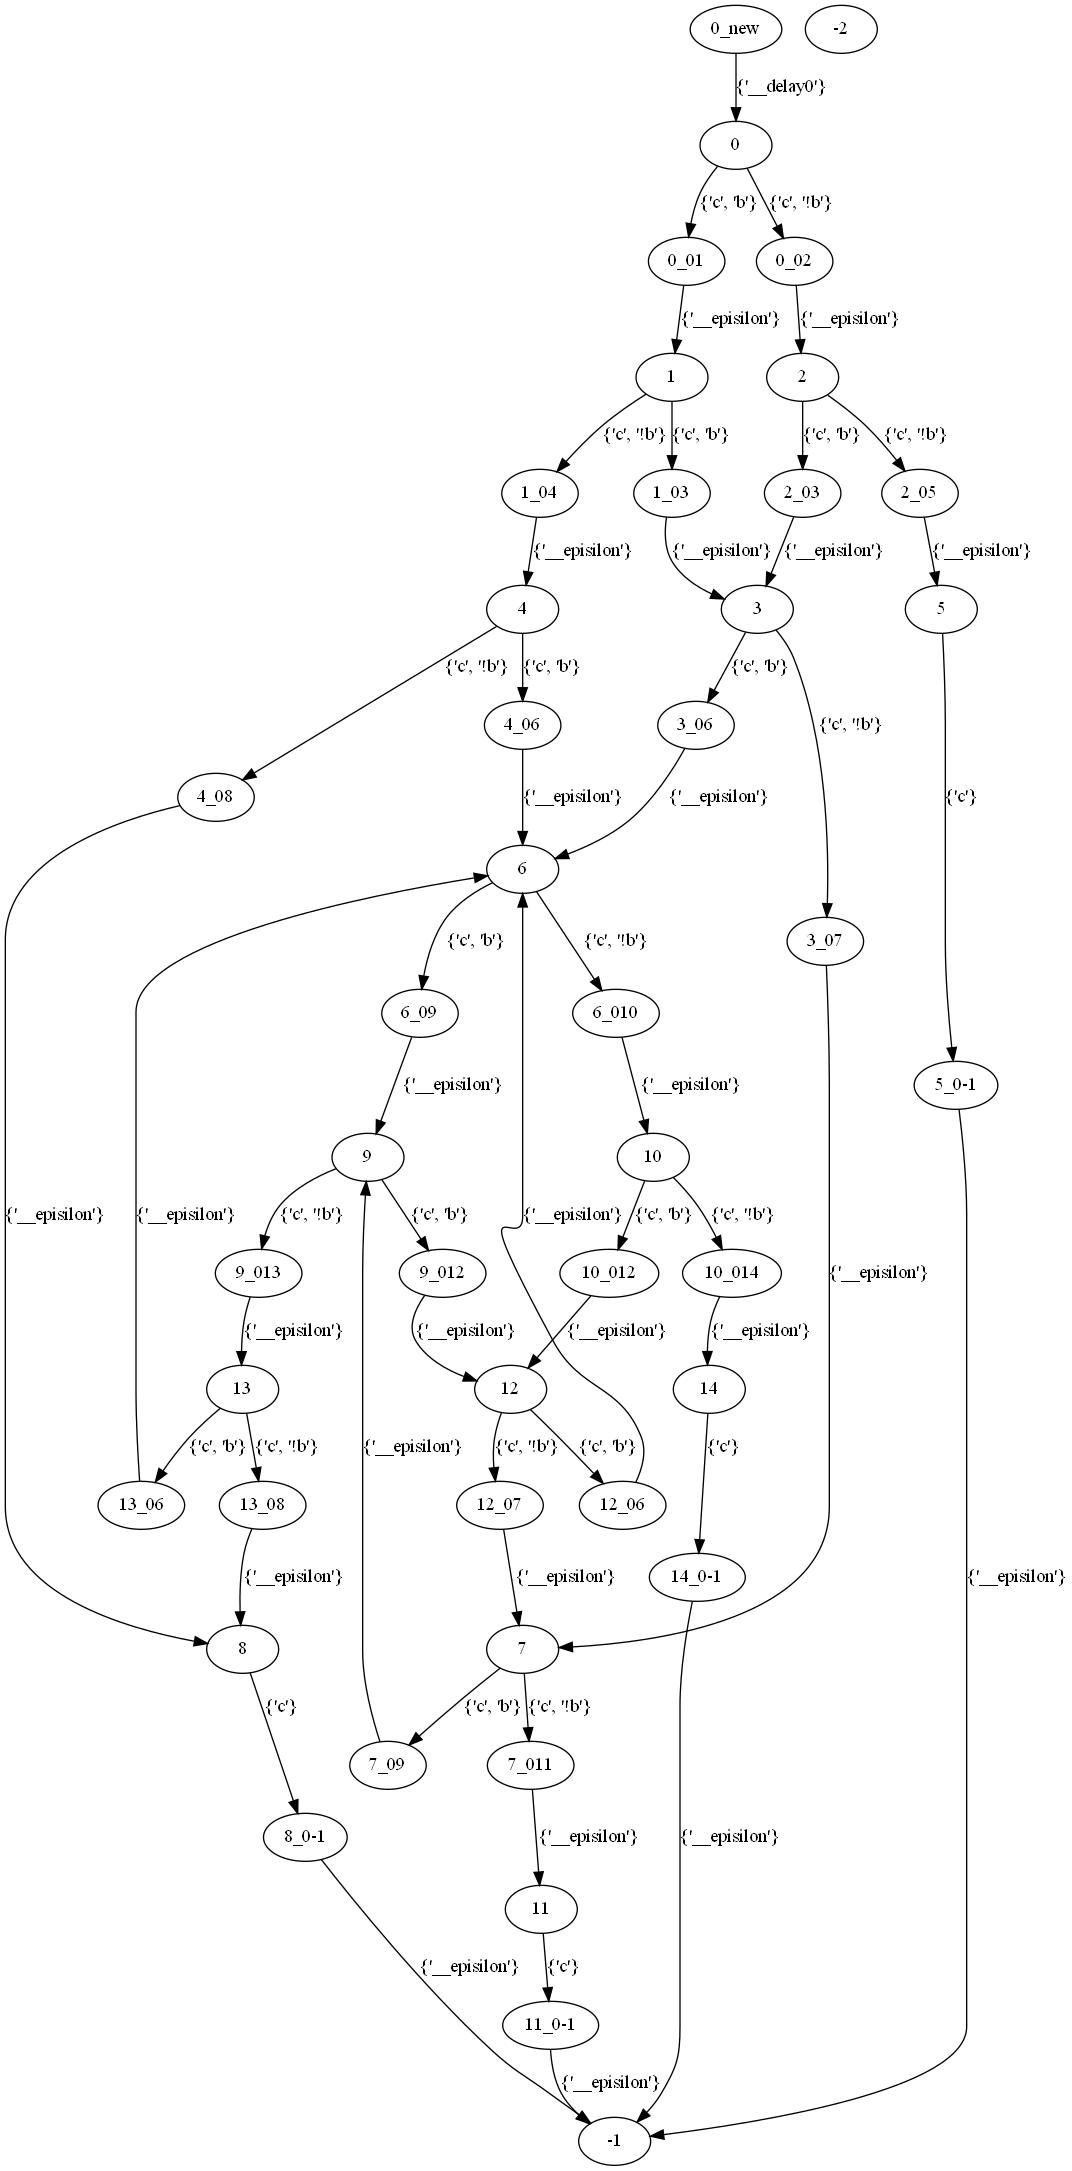 0_new
-2
{'__delay0'}
0
{'c', 'b'}
{'c', '!b'}
0_01
0_02
{'__episilon'}
{'__episilon'}
1
2
{'c', '!b'}
{'c', 'b'}
{'c', 'b'}
{'c', '!b'}
1_04
1_03
2_03
2_05
{'__episilon'}
{'__episilon'}
{'__episilon'}
{'__episilon'}
4
3
5
{'c', '!b'}
{'c', 'b'}
{'c', 'b'}
4_06
3_06
{'c', '!b'}
4_08
{'__episilon'}
{'__episilon'}
{'c'}
6
{'c', 'b'}
{'c', '!b'}
3_07
6_09
6_010
{'__episilon'}
{'__episilon'}
5_0-1
9
10
{'__episilon'}
{'__episilon'}
{'c', '!b'}
{'c', 'b'}
{'__episilon'}
{'c', 'b'}
{'c', '!b'}
9_013
9_012
10_012
10_014
{'__episilon'}
{'__episilon'}
{'__episilon'}
{'__episilon'}
{'__episilon'}
13
12
14
{'c', 'b'}
{'c', '!b'}
{'__episilon'}
{'c', '!b'}
{'c', 'b'}
{'c'}
13_06
13_08
12_07
12_06
{'__episilon'}
{'__episilon'}
14_0-1
{'__episilon'}
8
7
{'c'}
{'c', 'b'}
{'c', '!b'}
7_09
7_011
8_0-1
{'__episilon'}
{'__episilon'}
11
{'__episilon'}
{'c'}
11_0-1
{'__episilon'}
-1